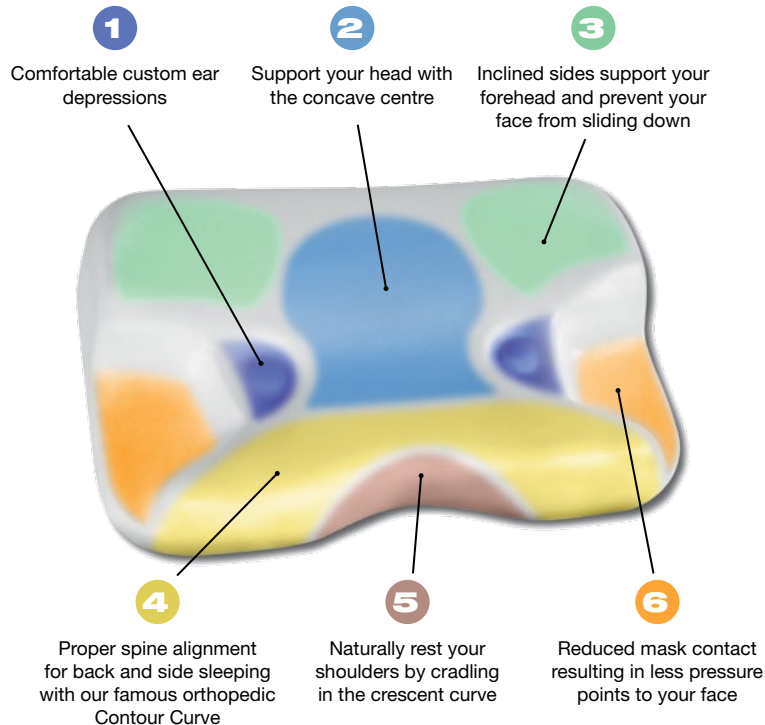 1
Comfortable custom ear
depressions
2
Support your head with
the concave centre
3
Inclined sides support your
forehead and prevent your
face from sliding down
4
Proper spine alignment
for back and side sleeping
with our famous orthopedic
Contour Curve
5
Naturally rest your
shoulders by cradling
in the crescent curve
6
Reduced mask contact
resulting in less pressure
points to your face